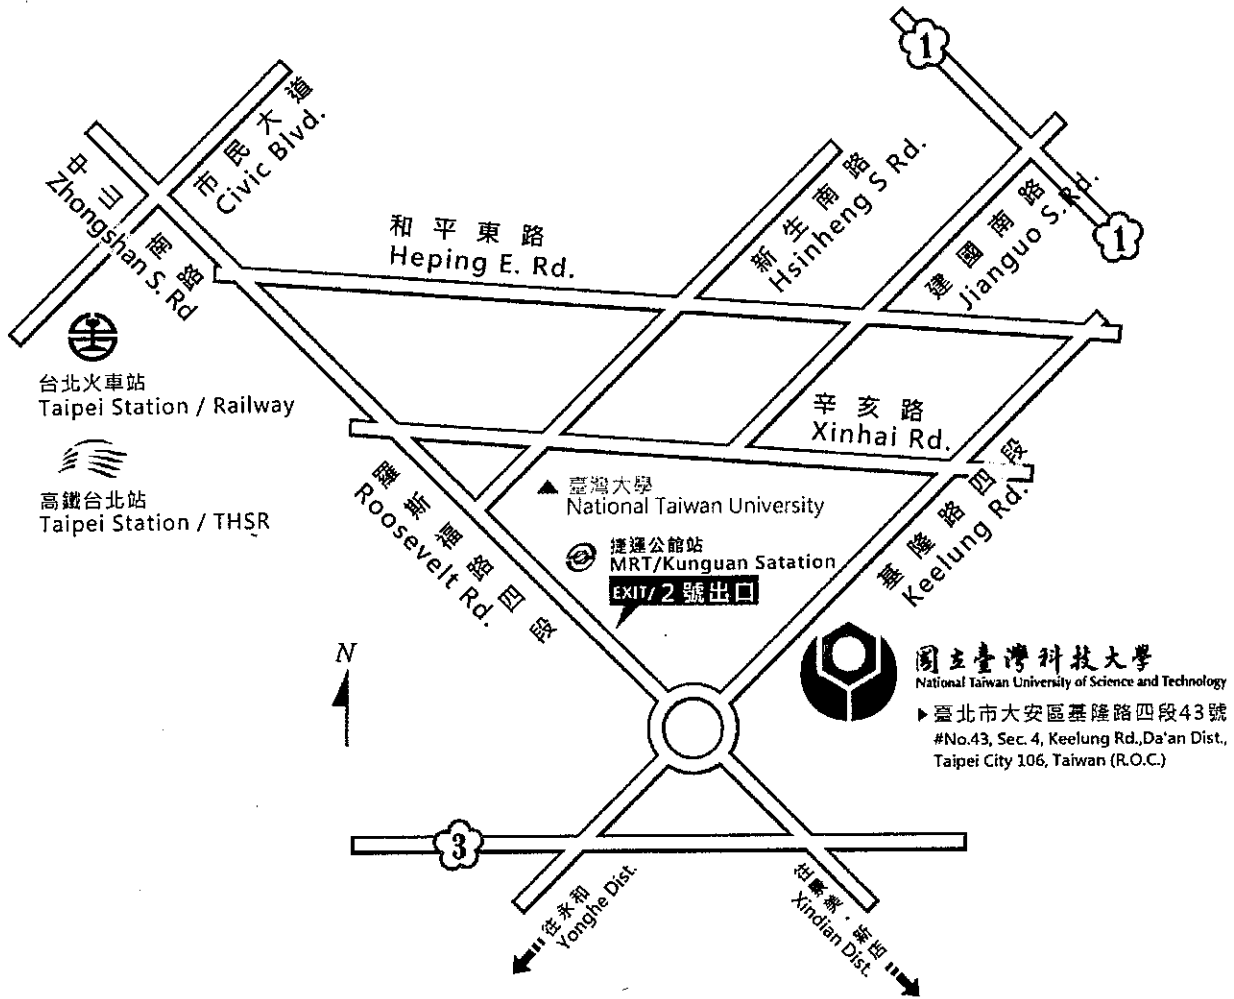 1
市民大道
Civic Blvd.
中山南路
Zhongshan S. Rd
和平東路
Heping E. Rd.
新生南路
Hsinheng S Rd.
建國南路
Jianguo S. Rd.
1
台北火車站
Taipei Station / Railway
高鐵台北站
Taipei Station / THSR
辛亥路
Xinhai Rd.
羅斯福路四段
Roosevelt Rd.
▲ 臺灣大學
National Taiwan University
捷運公館站
MRT/Kunguan Satation
EXIT/ 2 號出口
基隆路四段
Keelung Rd.
N
國立臺灣科技大學
National Taiwan University of Science and Technology
▶臺北市大安區基隆路四段43號
#No.43, Sec. 4, Keelung Rd.,Da'an Dist.,
Taipei City 106, Taiwan (R.O.C.)
3
往永和
Yonghe Dist.
往景美・新店
Xindian Dist.